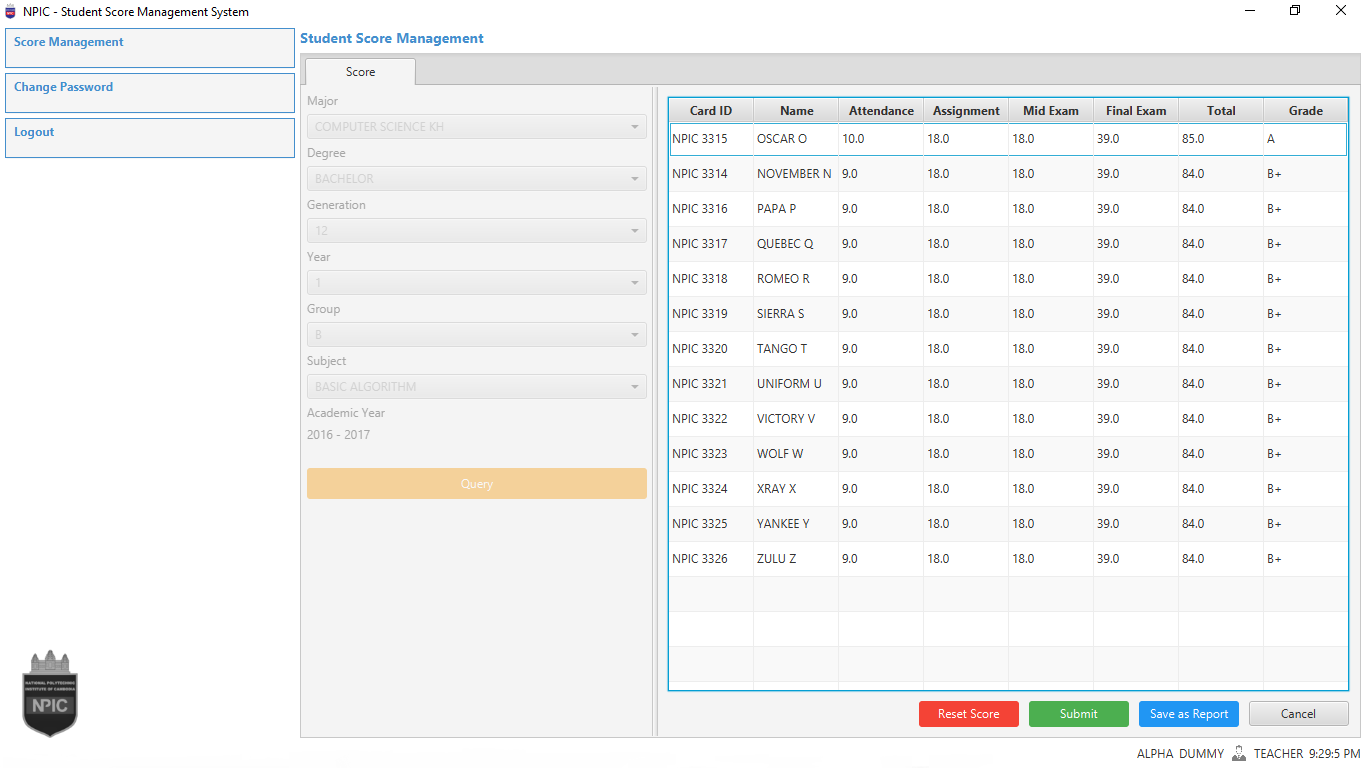 NPIC - Student Score Management System
Score Management
Change Password
Logout
Student Score Management
Score
Major
COMPUTER SCIENCE KH
Degree
BACHELOR
Generation
12
Year
1
Group
B
Subject
BASIC ALGORITHM
Academic Year
2016 - 2017
Query
Card ID Name Attendance Assignment Mid Exam Final Exam Total Grade
NPIC 3315 OSCAR O 10.0 18.0 18.0 39.0 85.0 A
NPIC 3314 NOVEMBER N 9.0 18.0 18.0 39.0 84.0 B+
NPIC 3316 PAPA P 9.0 18.0 18.0 39.0 84.0 B+
NPIC 3317 QUEBEC Q 9.0 18.0 18.0 39.0 84.0 B+
NPIC 3318 ROMEO R 9.0 18.0 18.0 39.0 84.0 B+
NPIC 3319 SIERRA S 9.0 18.0 18.0 39.0 84.0 B+
NPIC 3320 TANGO T 9.0 18.0 18.0 39.0 84.0 B+
NPIC 3321 UNIFORM U 9.0 18.0 18.0 39.0 84.0 B+
NPIC 3322 VICTORY V 9.0 18.0 18.0 39.0 84.0 B+
NPIC 3323 WOLF W 9.0 18.0 18.0 39.0 84.0 B+
NPIC 3324 XRAY X 9.0 18.0 18.0 39.0 84.0 B+
NPIC 3325 YANKEE Y 9.0 18.0 18.0 39.0 84.0 B+
NPIC 3326 ZULU Z 9.0 18.0 18.0 39.0 84.0 B+
Reset Score Submit Save as Report Cancel
NATIONAL POLYTECHNIC
INSTITUTE OF CAMBODIA
NPIC
ALPHA DUMMY TEACHER 9:29:5 PM